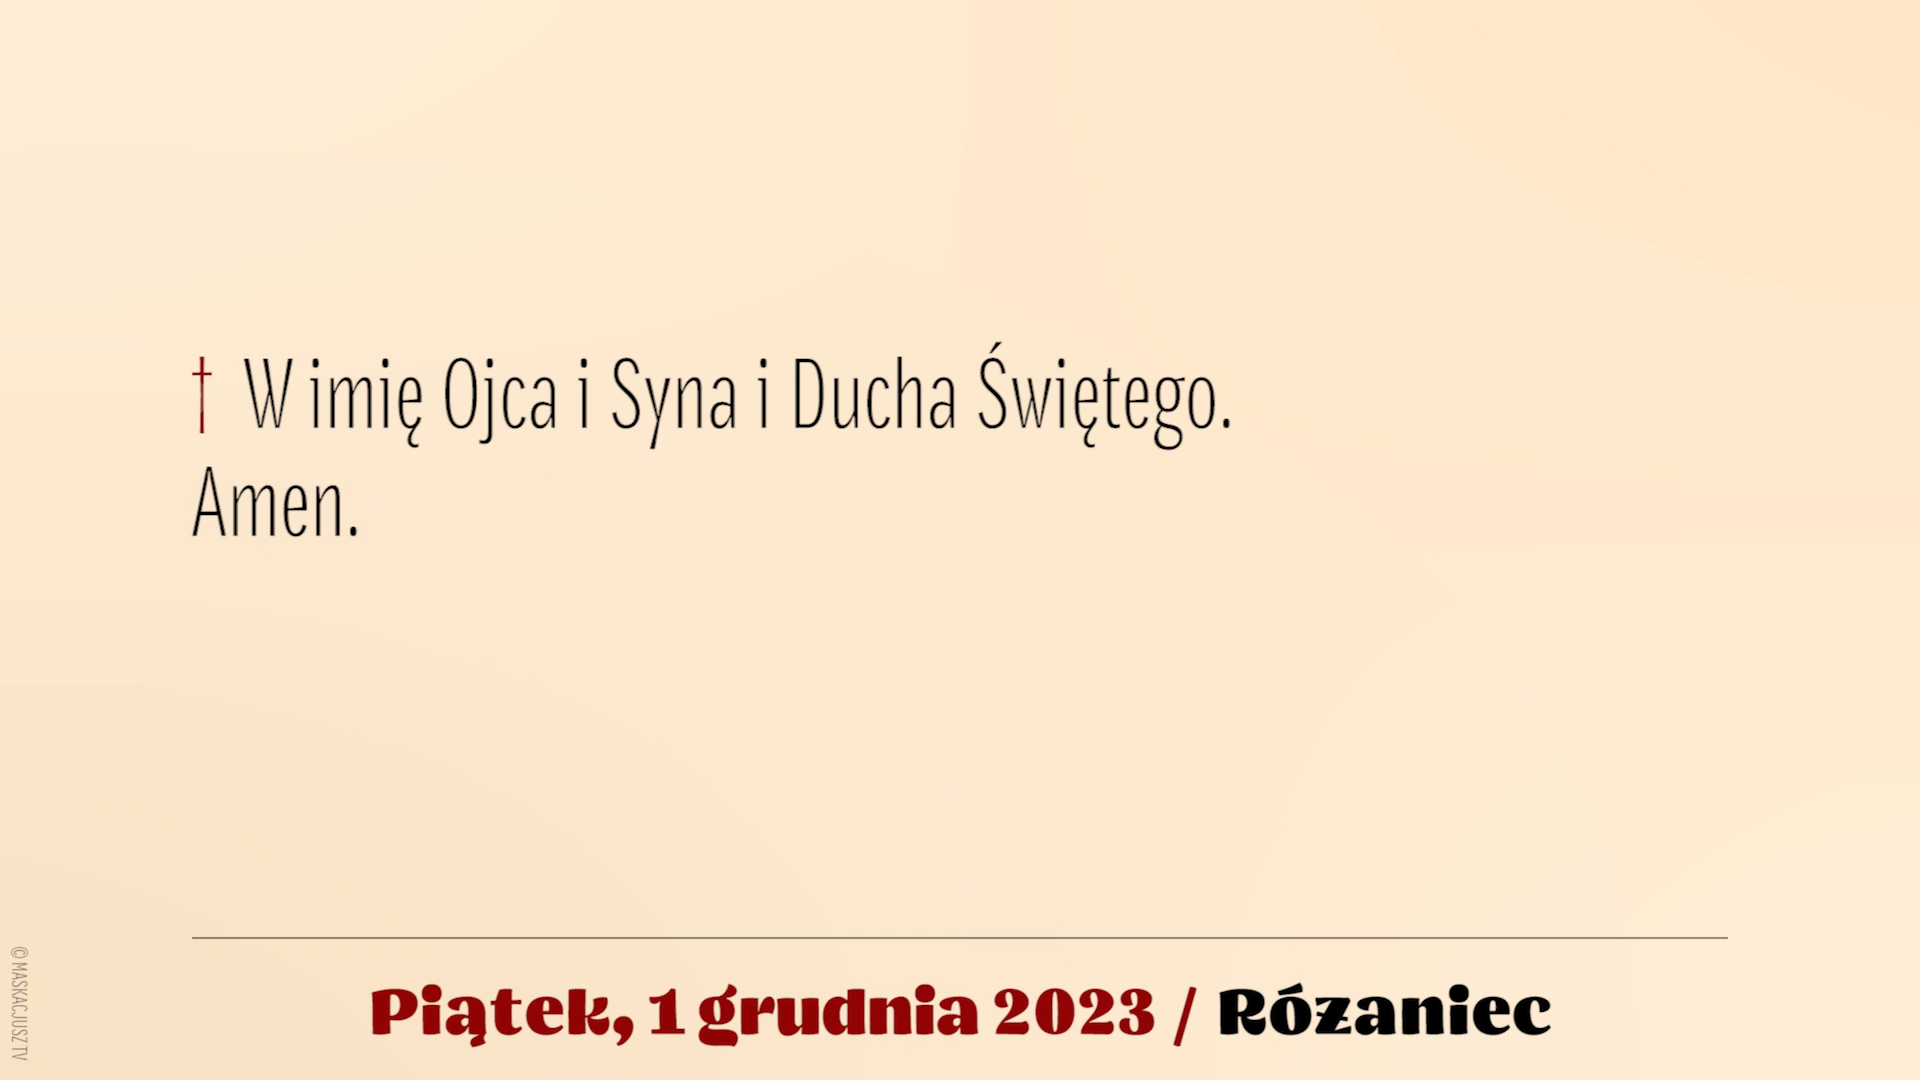 † W imię Ojca i Syna i Ducha Świętego.
Amen.
Piątek, 1 grudnia 2023 / Różaniec
© MASKACJUSZ TV